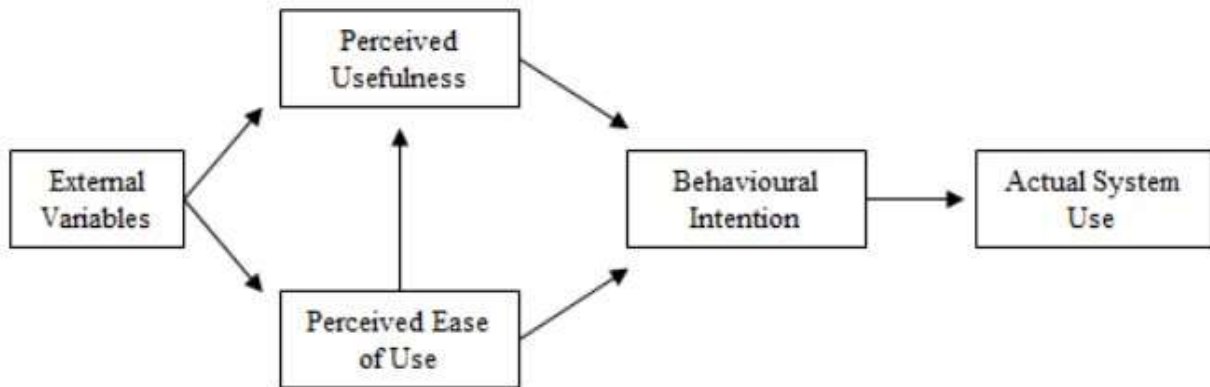 Perceived
Usefulness
External
Variables
Behavioural
Intention
Actual System
Use
Perceived Ease
of Use